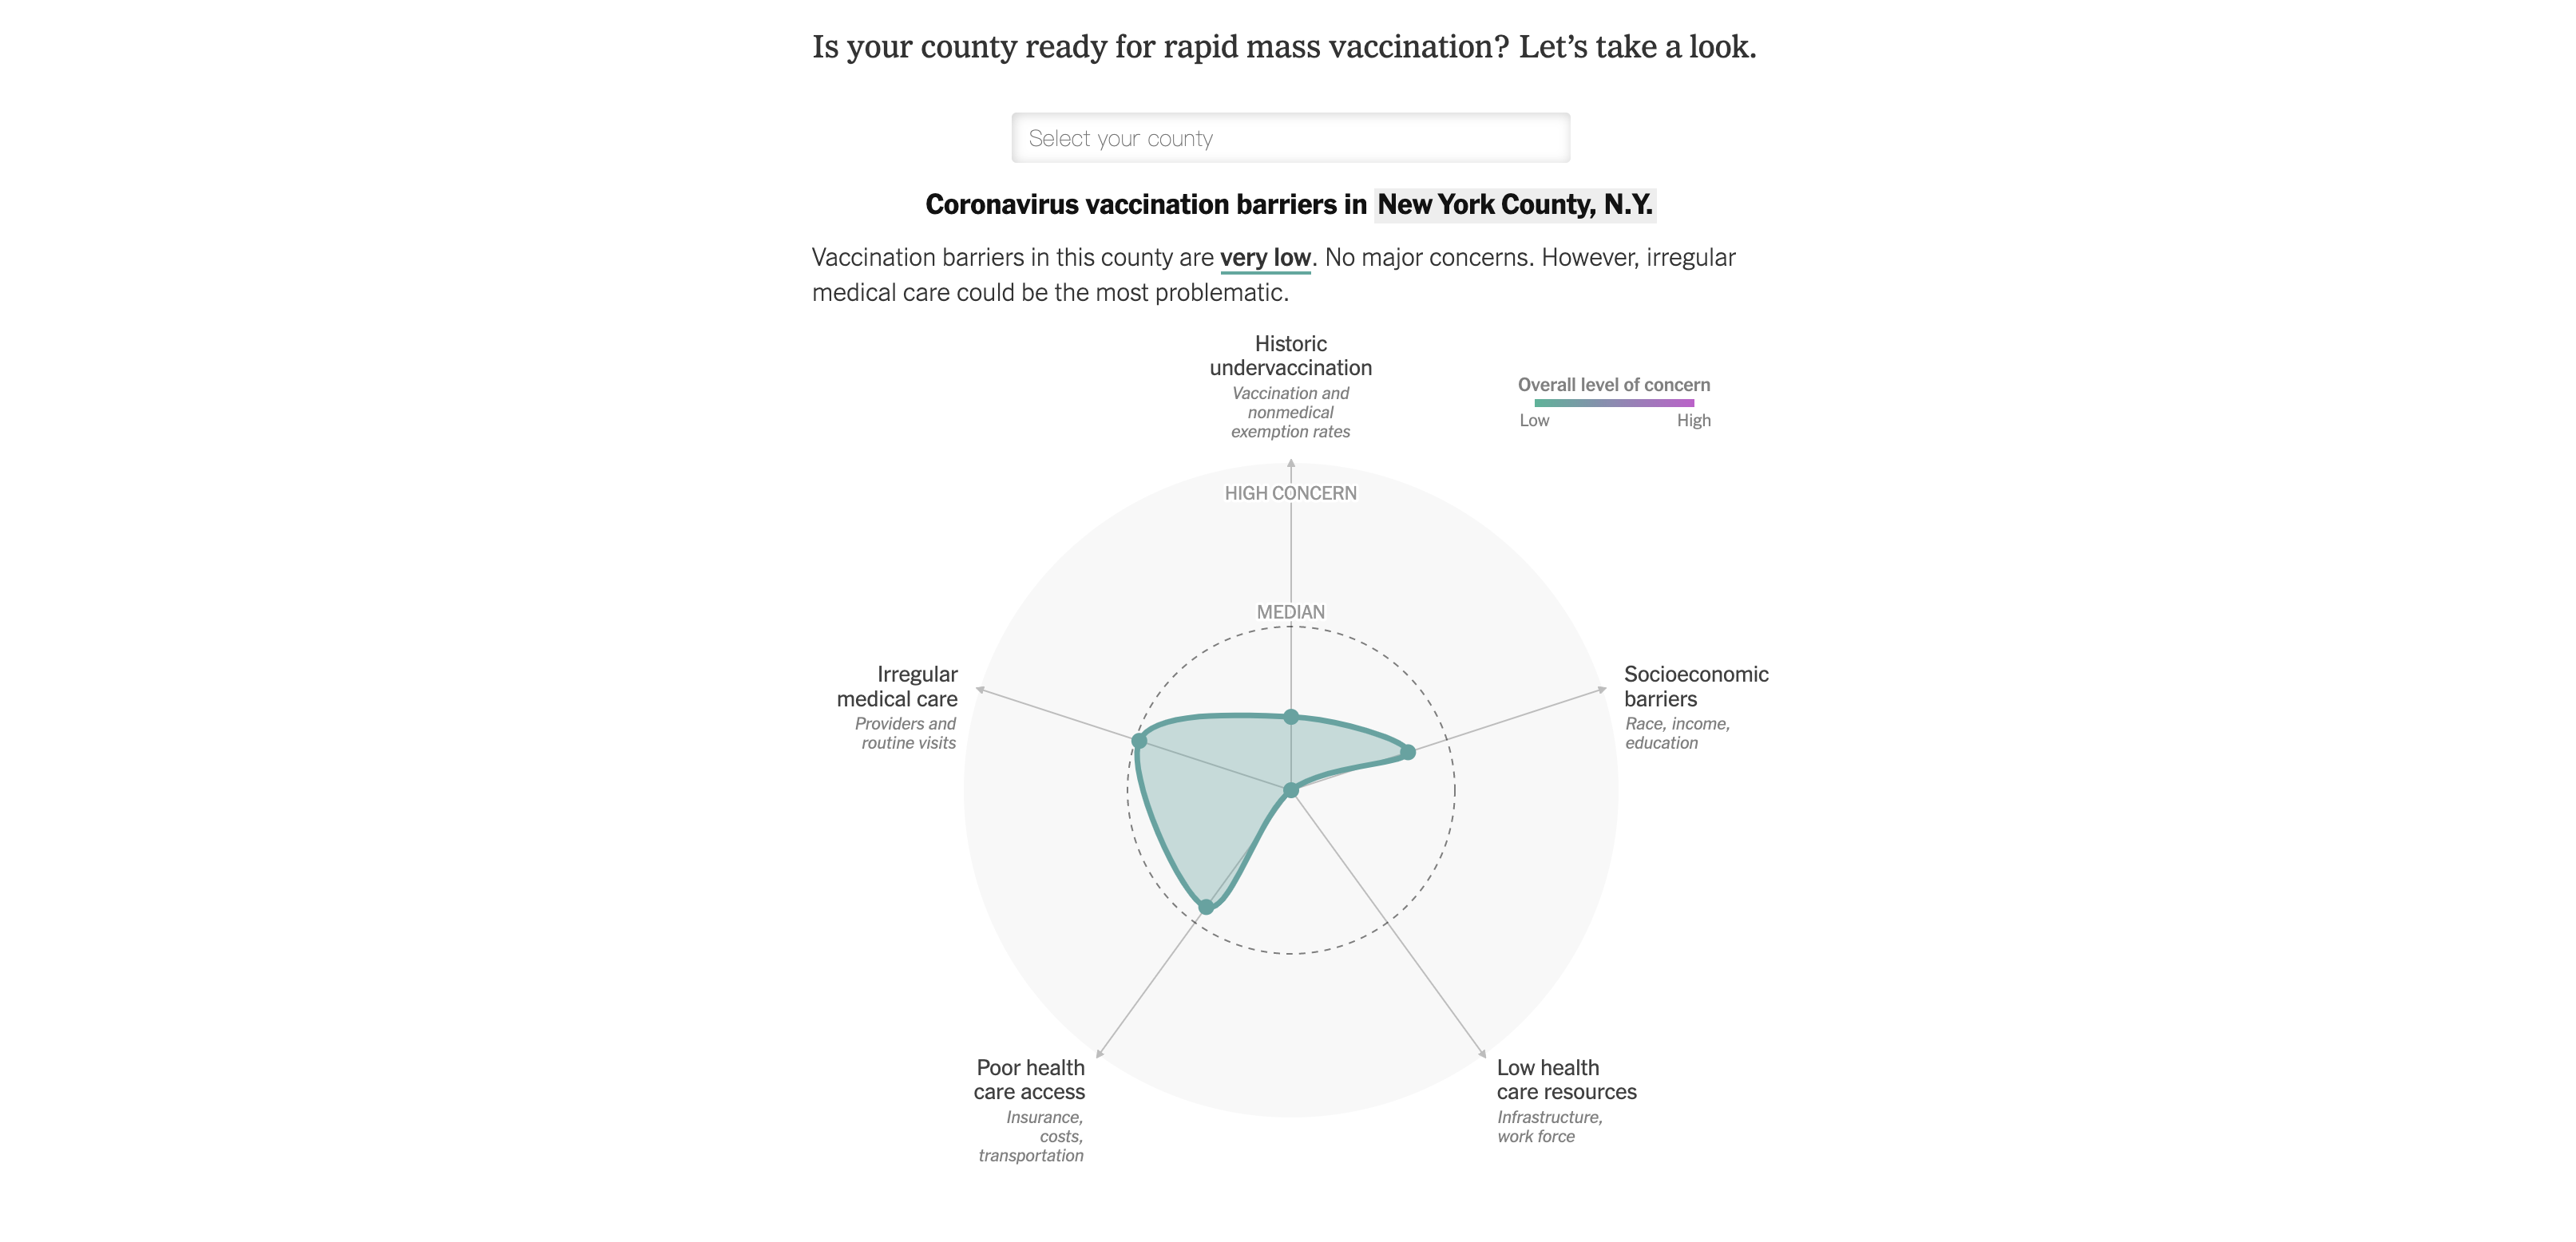 Is your county ready for rapid mass vaccination? Let’s take a look.
Select your county
Coronavirus vaccination barriers in New York County, N.Y.
Vaccination barriers in this county are very low. No major concerns. However, irregular
medical care could be the most problematic.
Historic
undervaccination
Vaccination and
nonmedical
exemption rates
Overall level of concern
Low High
HIGH CONCERN
MEDIAN
Irregular
medical care
Providers and
routine visits
Socioeconomic
barriers
Race, income,
education
Poor health
care access
Insurance,
costs,
transportation
Low health
care resources
Infrastructure,
work force